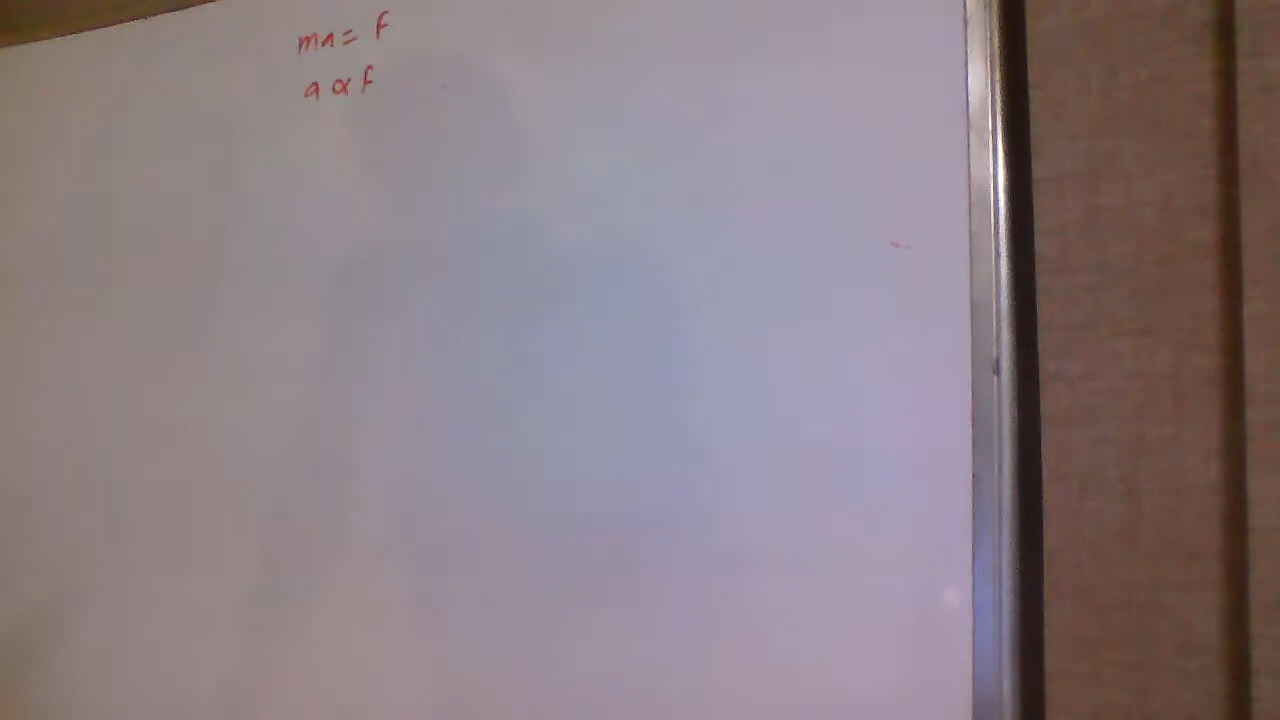 ma = F
a ∝ F